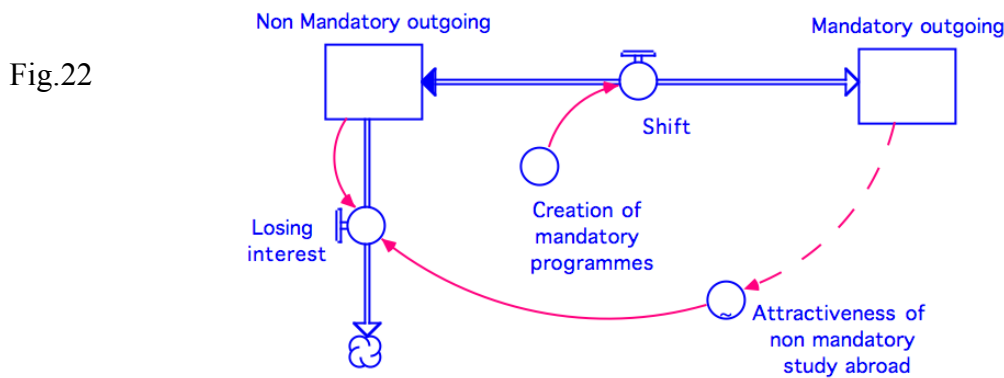 Non Mandatory outgoing
Mandatory outgoing
Fig.22
Shift
Creation of
mandatory
programmes
Losing
interest
Attractiveness of
non mandatory
study abroad
~